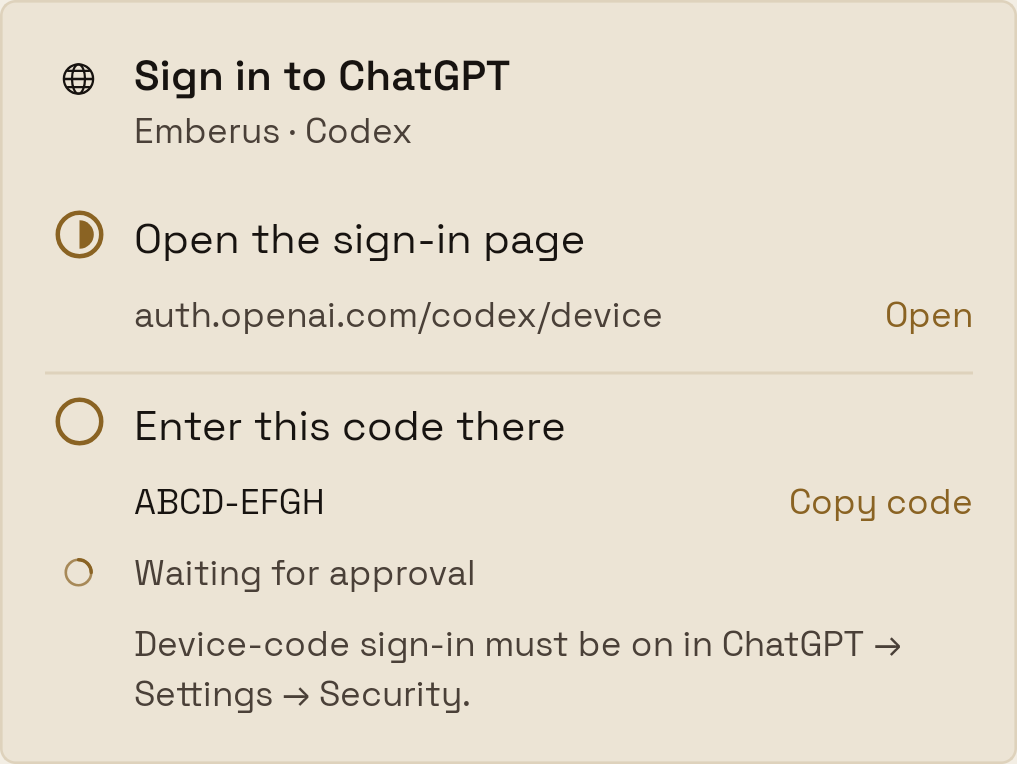 Sign in to ChatGPT
Emberus · Codex
Open the sign-in page
auth.openai.com/codex/device
Open
Enter this code there
ABCD-EFGH
Copy code
Waiting for approval
Device-code sign-in must be on in ChatGPT →
Settings → Security.